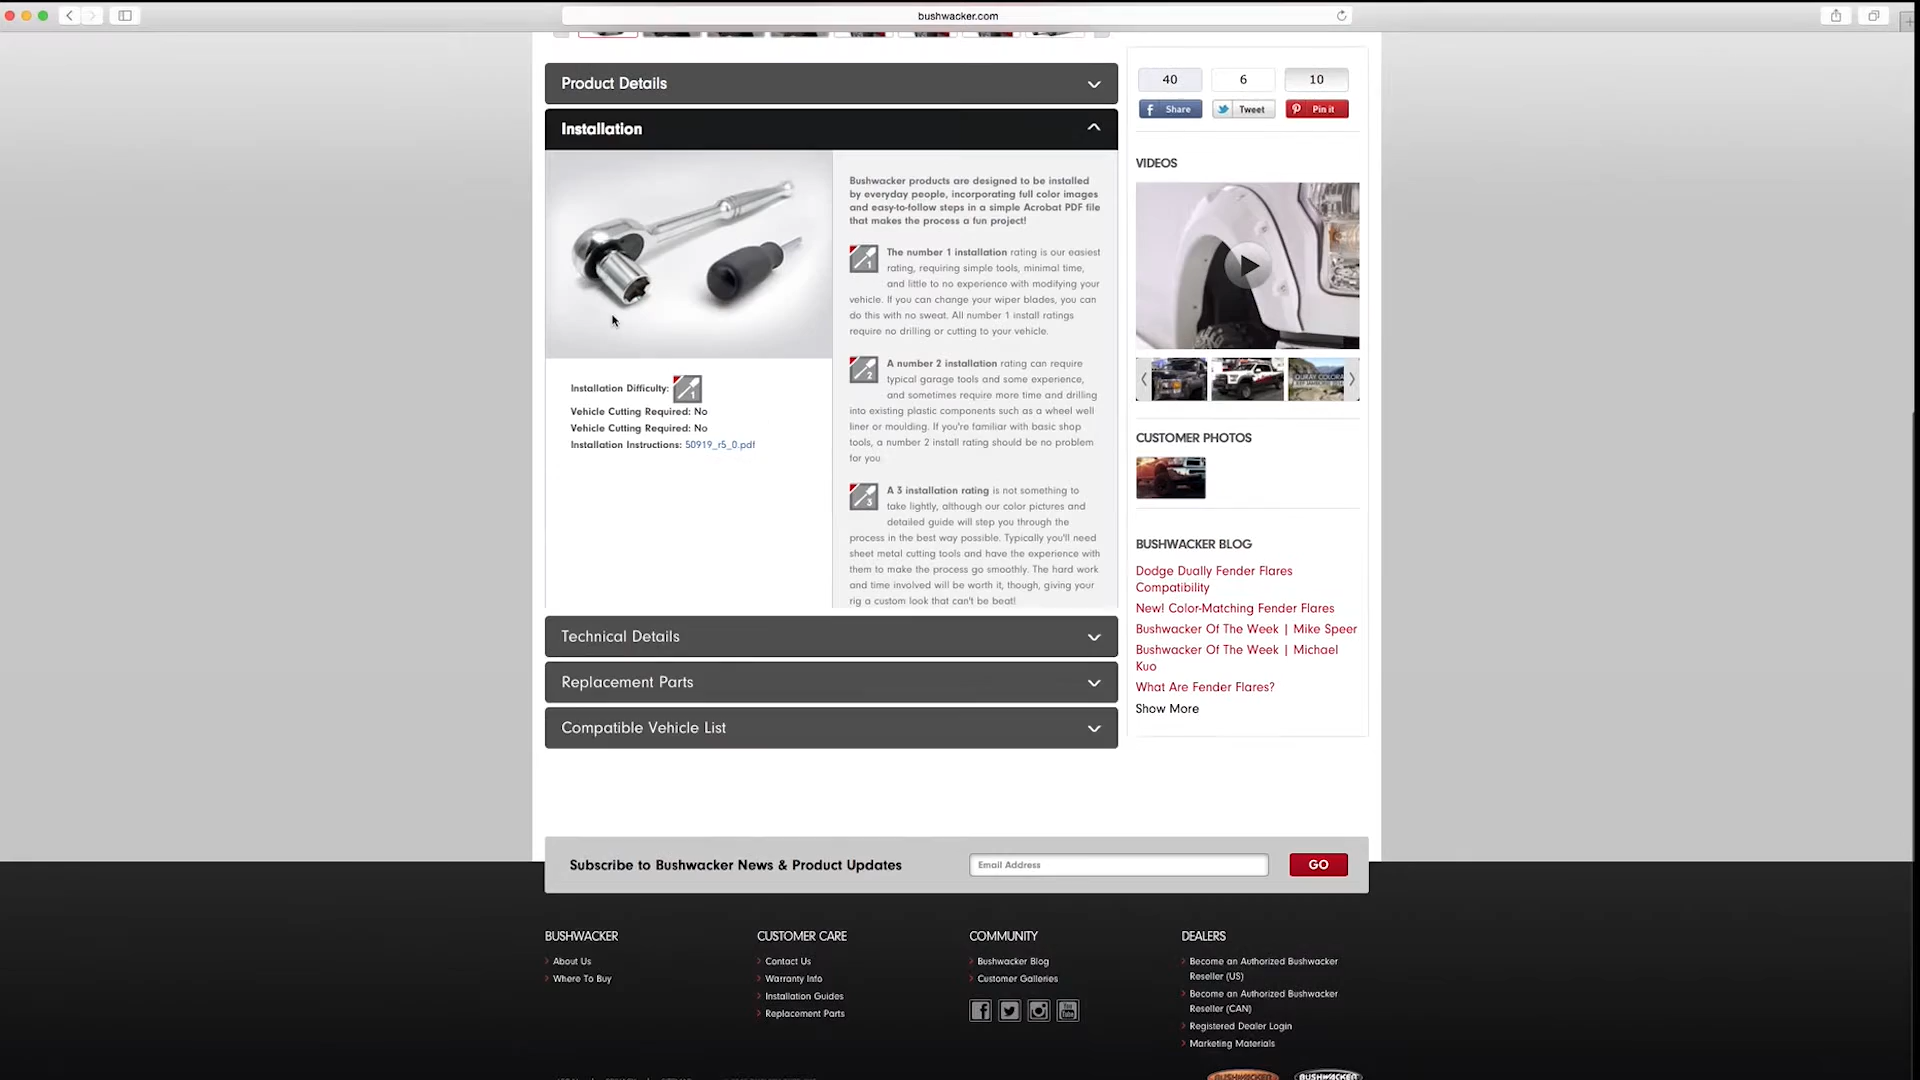 bushwacker.com
Product Details
Installation
Bushwacker products are designed to be installed
by everyday people, incorporating full color images
and easy-to-follow steps in a simple Acrobat PDF file
that makes the process a fun project!
1
The number 1 installation rating is our easiest
rating, requiring simple tools, minimal time,
and little to no experience with modifying your
vehicle. If you can change your wiper blades, you can
do this with no sweat. All number 1 install ratings
require no drilling or cutting to your vehicle.
2
A number 2 installation rating can require
typical garage tools and some experience,
and sometimes require more time and drilling
into existing plastic components such as a wheel well
liner or moulding. If you're familiar with basic shop
tools, a number 2 install rating should be no problem
for you.
3
A 3 installation rating is not something to
take lightly, although our color pictures and
detailed guide will step you through the
process in the best way possible. Typically you'll need
sheet metal cutting tools and have the experience with
them to make the process go smoothly. The hard work
and time involved will be worth it, though, giving your
rig a custom look that can't be beat!
Installation Difficulty: 1
Vehicle Cutting Required: No
Vehicle Cutting Required: No
Installation Instructions: 50919_r5_0.pdf
Technical Details
Replacement Parts
Compatible Vehicle List
40 6 10
Share Tweet Pin it
VIDEOS
OURAY COLORA
CUSTOMER PHOTOS
BUSHWACKER BLOG
Dodge Dually Fender Flares
Compatibility
New! Color-Matching Fender Flares
Bushwacker Of The Week | Mike Speer
Bushwacker Of The Week | Michael
Kuo
What Are Fender Flares?
Show More
Subscribe to Bushwacker News & Product Updates
Email Address
GO
BUSHWACKER
About Us
Where To Buy
CUSTOMER CARE
Contact Us
Warranty Info
Installation Guides
Replacement Parts
COMMUNITY
Bushwacker Blog
Customer Galleries
You Tube
DEALERS
Become an Authorized Bushwacker
Reseller (US)
Become an Authorized Bushwacker
Reseller (CAN)
Registered Dealer Login
Marketing Materials
BUSHWACKER BUSHWACKER